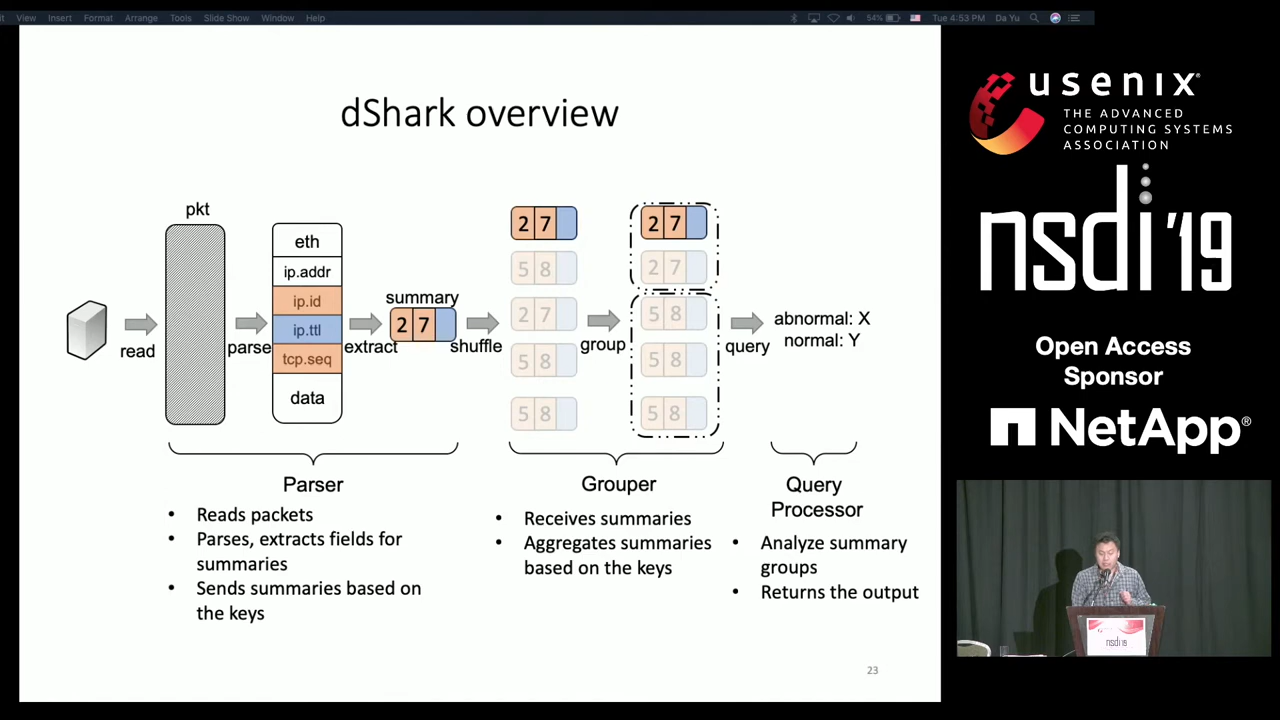 View Insert Format Arrange Tools Slide Show Window Help
54% Tue 4:53 PM Da Yu
dShark overview
pkt
read
parse
eth
ip.addr
ip.id
ip.ttl
tcp.seq
data
extract
summary
2 7
shuffle
2 7
5 8
2 7
5 8
5 8
group
2 7
2 7
5 8
5 8
5 8
query
abnormal: X
normal: Y
Parser
• Reads packets
• Parses, extracts fields for
summaries
• Sends summaries based on
the keys
Grouper
• Receives summaries
• Aggregates summaries
based on the keys
Query
Processor
• Analyze summary
groups
• Returns the output
23
usenix®
THE ADVANCED
COMPUTING SYSTEMS
ASSOCIATION
nsdi '19
Open Access
Sponsor
NetApp®
nsdi'19